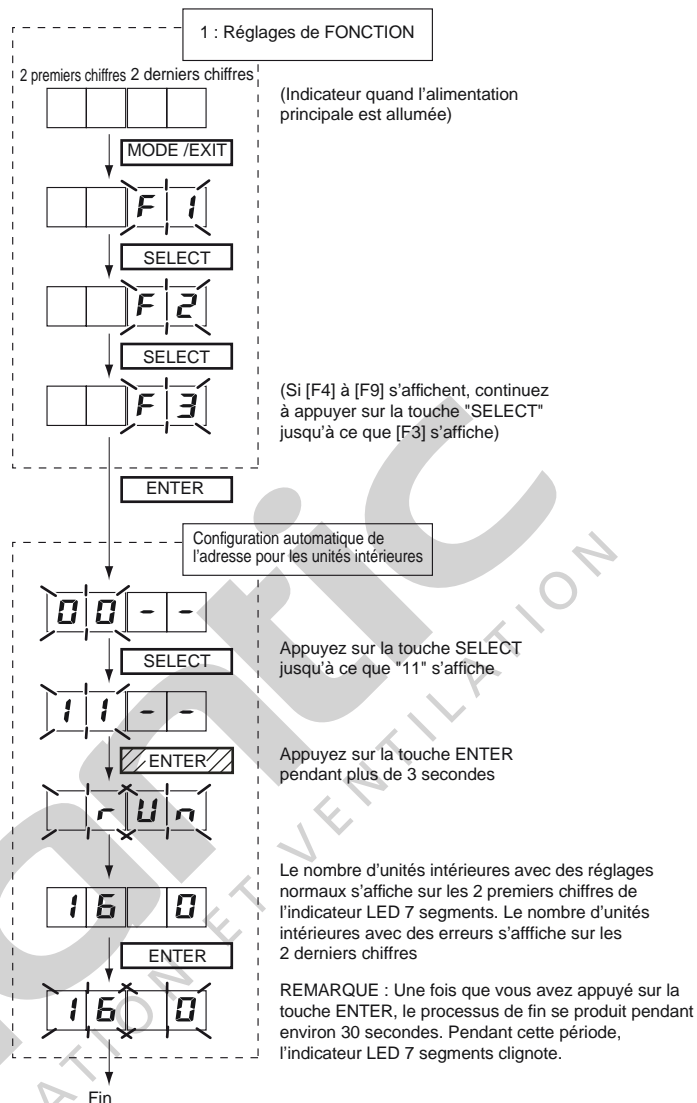 1 : Réglages de FONCTION
2 premiers chiffres 2 derniers chiffres
(Indicateur quand l’alimentation
principale est allumée)
MODE /EXIT
F 1
SELECT
F 2
SELECT
F 3
(Si [F4] à [F9] s’affichent, continuez
à appuyer sur la touche "SELECT"
jusqu’à ce que [F3] s’affiche)
ENTER
Configuration automatique de
l’adresse pour les unités intérieures
0 0 - -
SELECT
Appuyez sur la touche SELECT
jusqu’à ce que "11" s’affiche
1 1 - -
ENTER
Appuyez sur la touche ENTER
pendant plus de 3 secondes
r U n
1 6 0
Le nombre d’unités intérieures avec des réglages
normaux s’affiche sur les 2 premiers chiffres de
l’indicateur LED 7 segments. Le nombre d’unités
intérieures avec des erreurs s’afffiche sur les
2 derniers chiffres
ENTER
1 6 0
REMARQUE : Une fois que vous avez appuyé sur la
touche ENTER, le processus de fin se produit pendant
environ 30 secondes. Pendant cette période,
l’indicateur LED 7 segments clignote.
Fin
antic
ATION ET VENTILATION